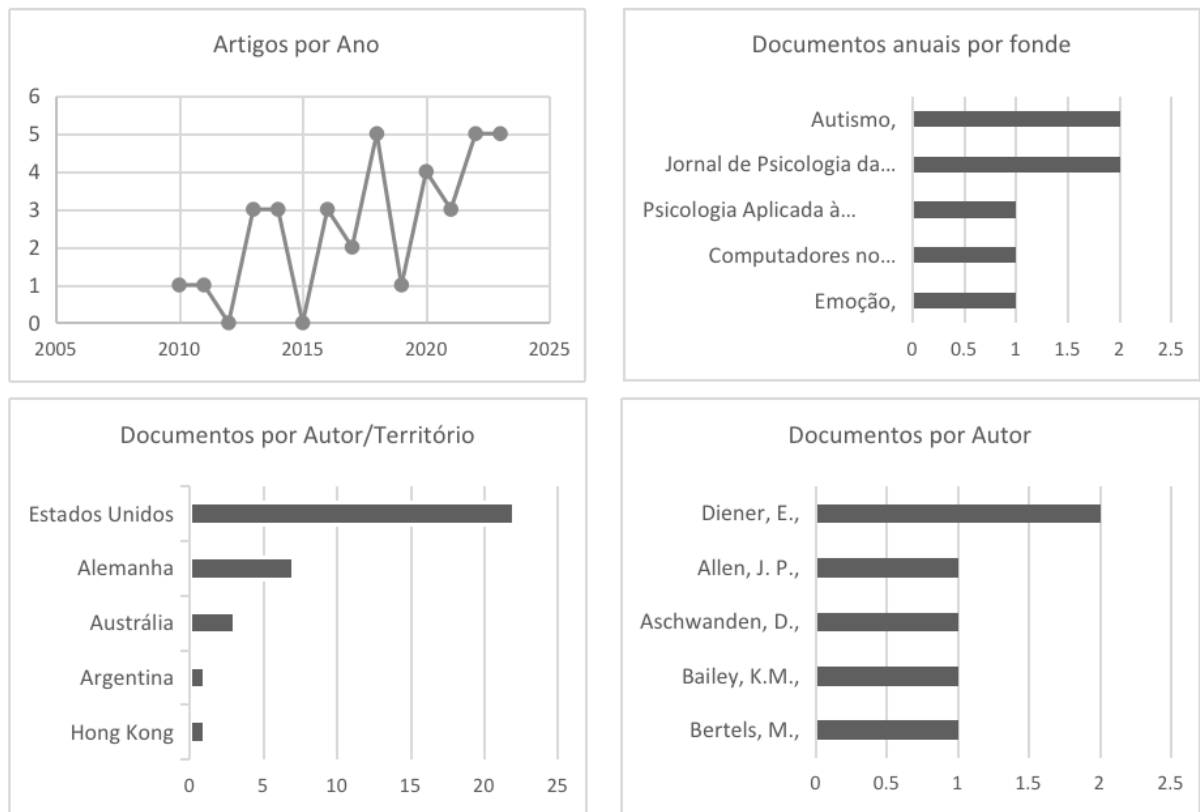 Artigos por Ano
6
5
4
3
2
1
0
2005 2010 2015 2020 2025
Documentos anuais por fonde
Autismo,
Jornal de Psicologia da...
Psicologia Aplicada à...
Computadores no...
Emoção,
0 0.5 1 1.5 2 2.5
Documentos por Autor/Território
Estados Unidos
Alemanha
Austrália
Argentina
Hong Kong
0 5 10 15 20 25
Documentos por Autor
Diener, E.,
Allen, J. P.,
Aschwanden, D.,
Bailey, K.M.,
Bertels, M.,
0 0.5 1 1.5 2 2.5